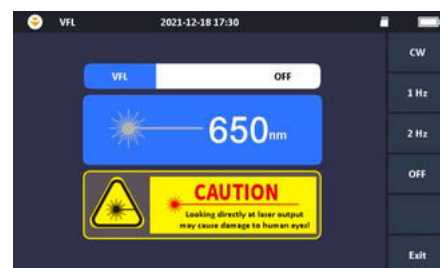 VFL 2021-12-18 17:30
CW
VFL OFF
1 Hz
650nm
2 Hz
OFF
CAUTION
Looking directly at laser output
may cause damage to human eyes!
Exit